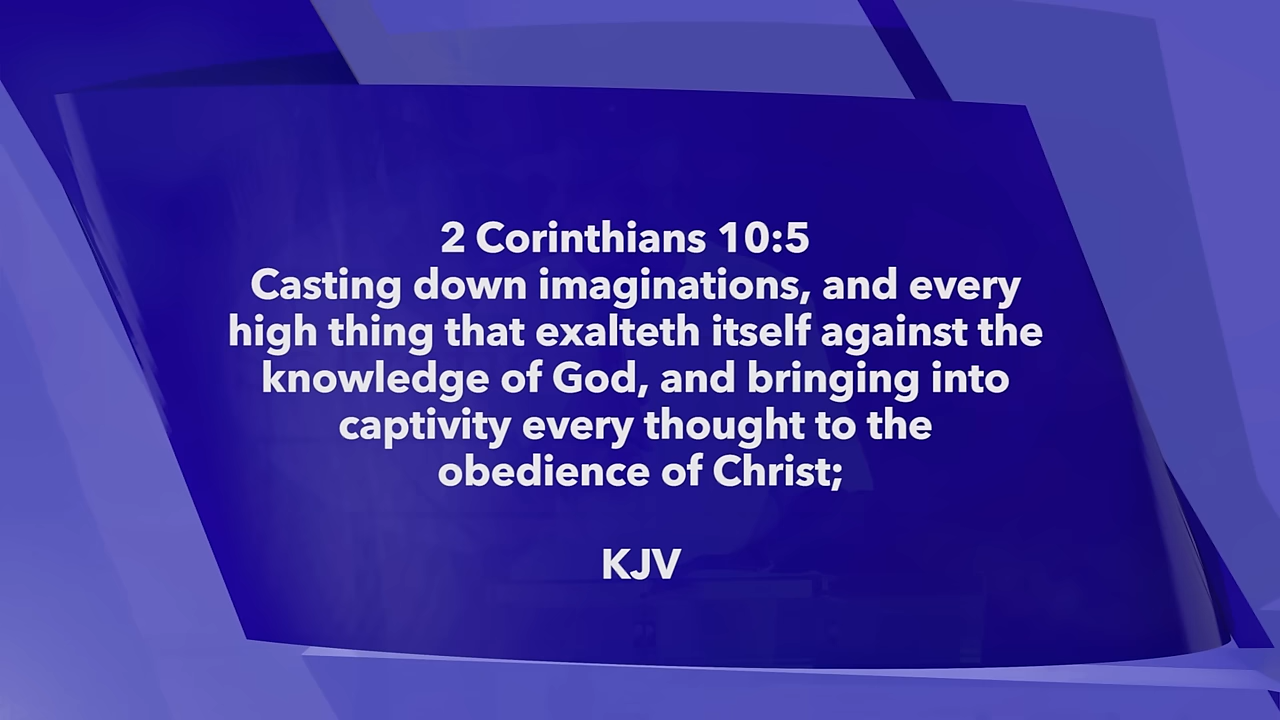 2 Corinthians 10:5
Casting down imaginations, and every
high thing that exalteth itself against the
knowledge of God, and bringing into
captivity every thought to the
obedience of Christ;
KJV